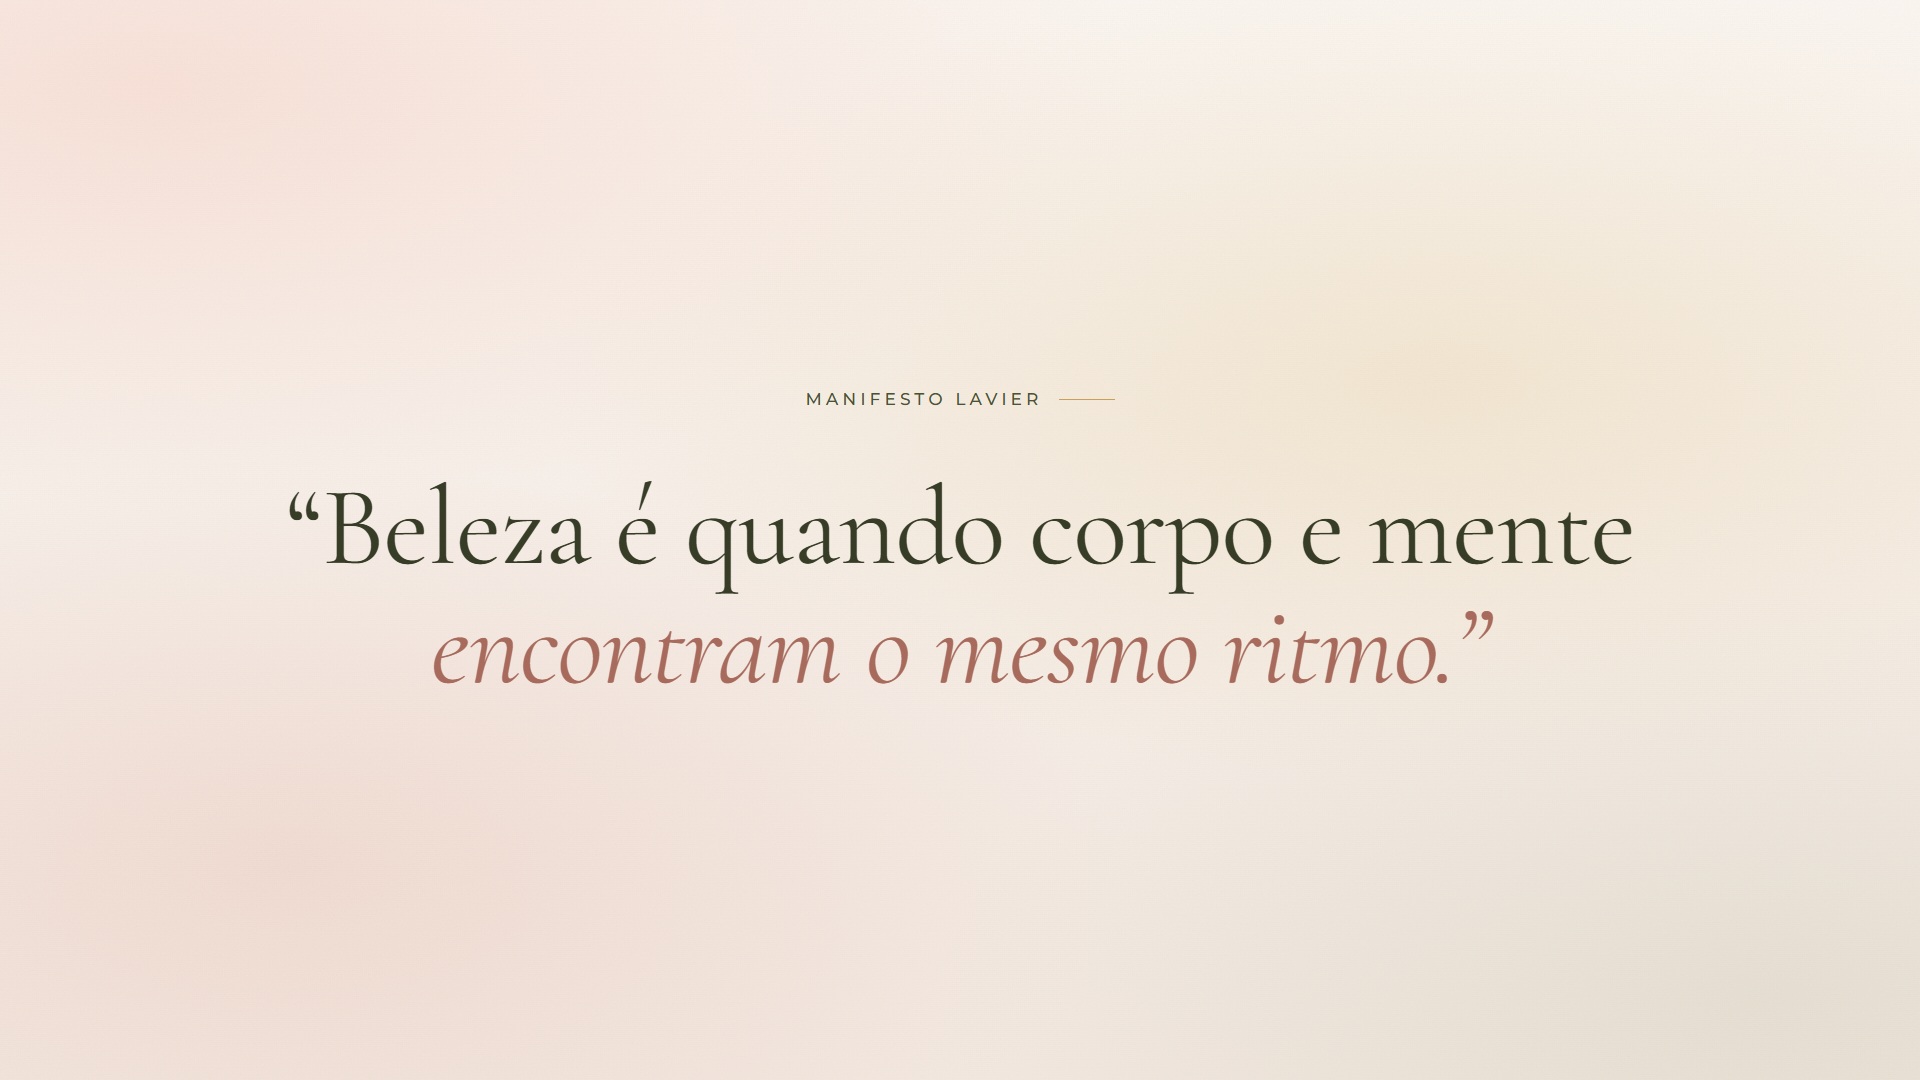 MANIFESTO LAVIER
“Beleza é quando corpo e mente
encontram o mesmo ritmo.”